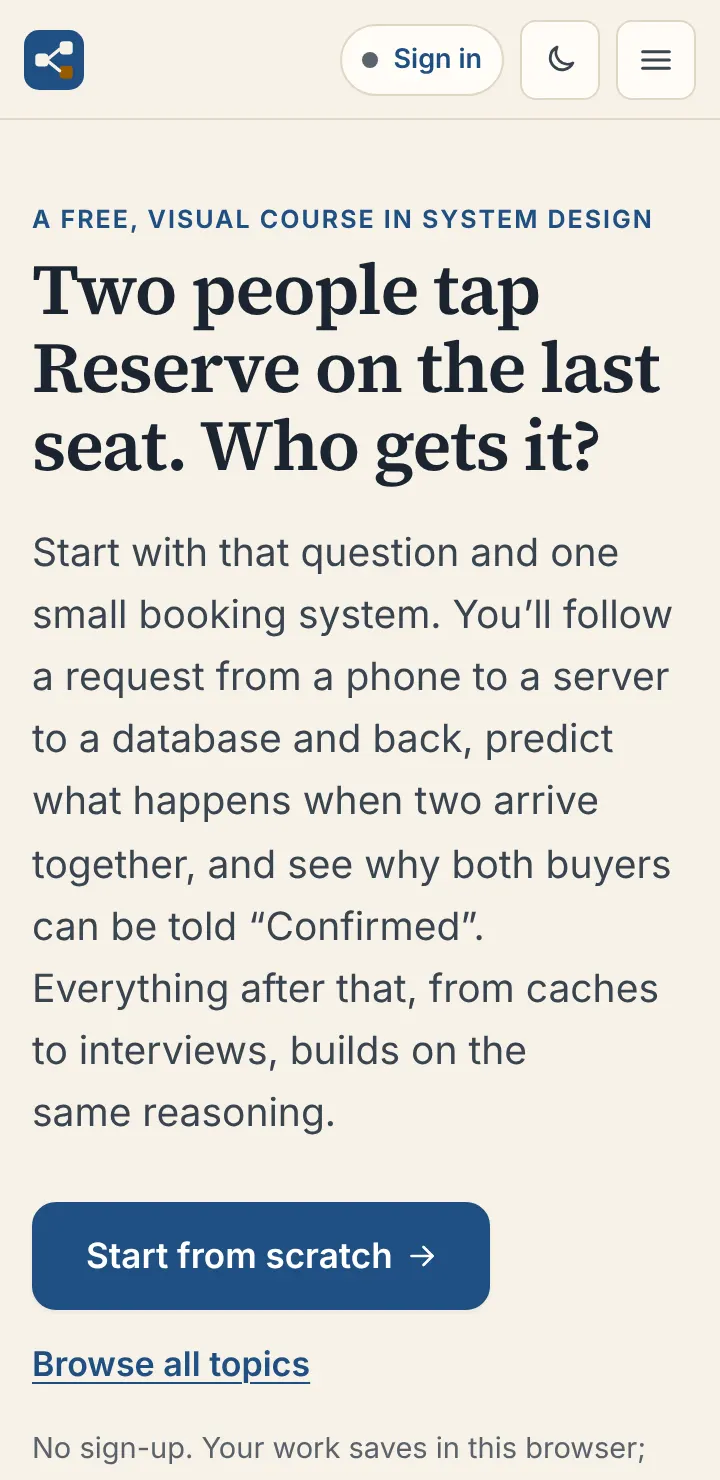 Sign in
A FREE, VISUAL COURSE IN SYSTEM DESIGN
Two people tap
Reserve on the last
seat. Who gets it?
Start with that question and one
small booking system. You’ll follow
a request from a phone to a server
to a database and back, predict
what happens when two arrive
together, and see why both buyers
can be told “Confirmed”.
Everything after that, from caches
to interviews, builds on the
same reasoning.
Start from scratch →
Browse all topics
No sign-up. Your work saves in this browser;